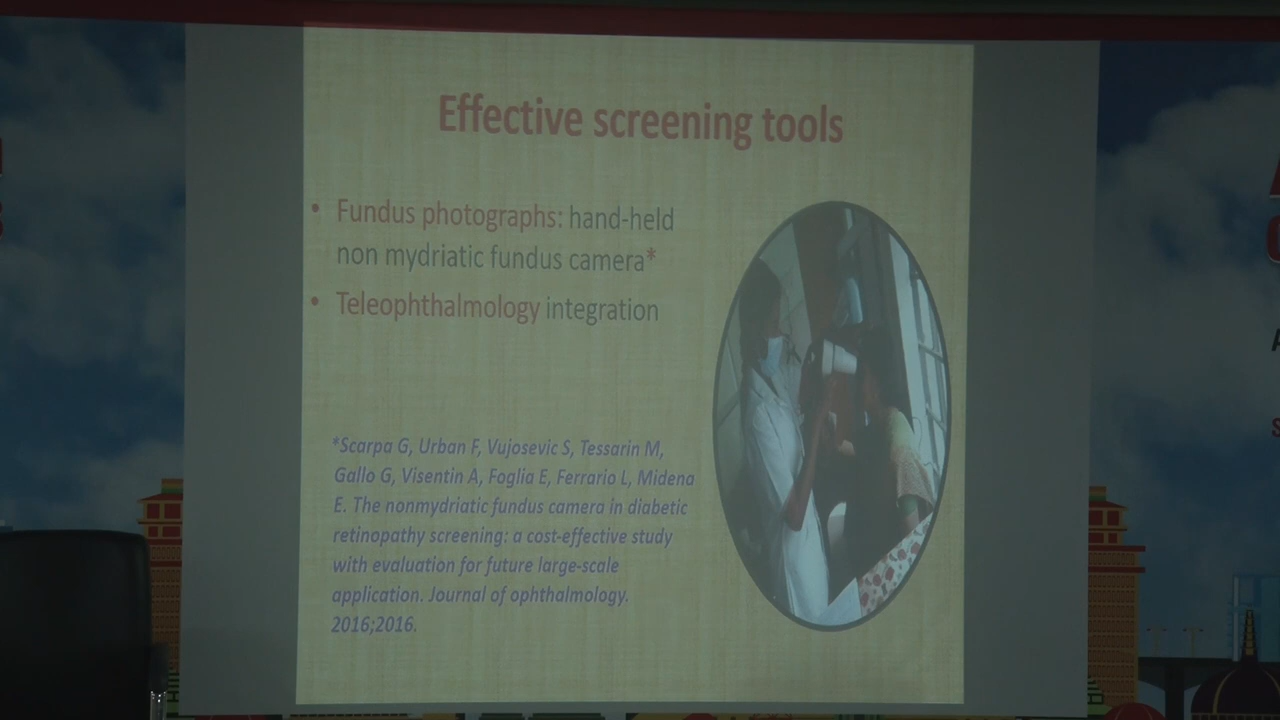 Effective screening tools
• Fundus photographs: hand-held
non mydriatic fundus camera*
• Teleophthalmology integration
*Scarpa G, Urban F, Vujosevic S, Tessarin M,
Gallo G, Visentin A, Foglia E, Ferrario L, Midena
E. The nonmydriatic fundus camera in diabetic
retinopathy screening: a cost-effective study
with evaluation for future large-scale
application. Journal of ophthalmology.
2016;2016.